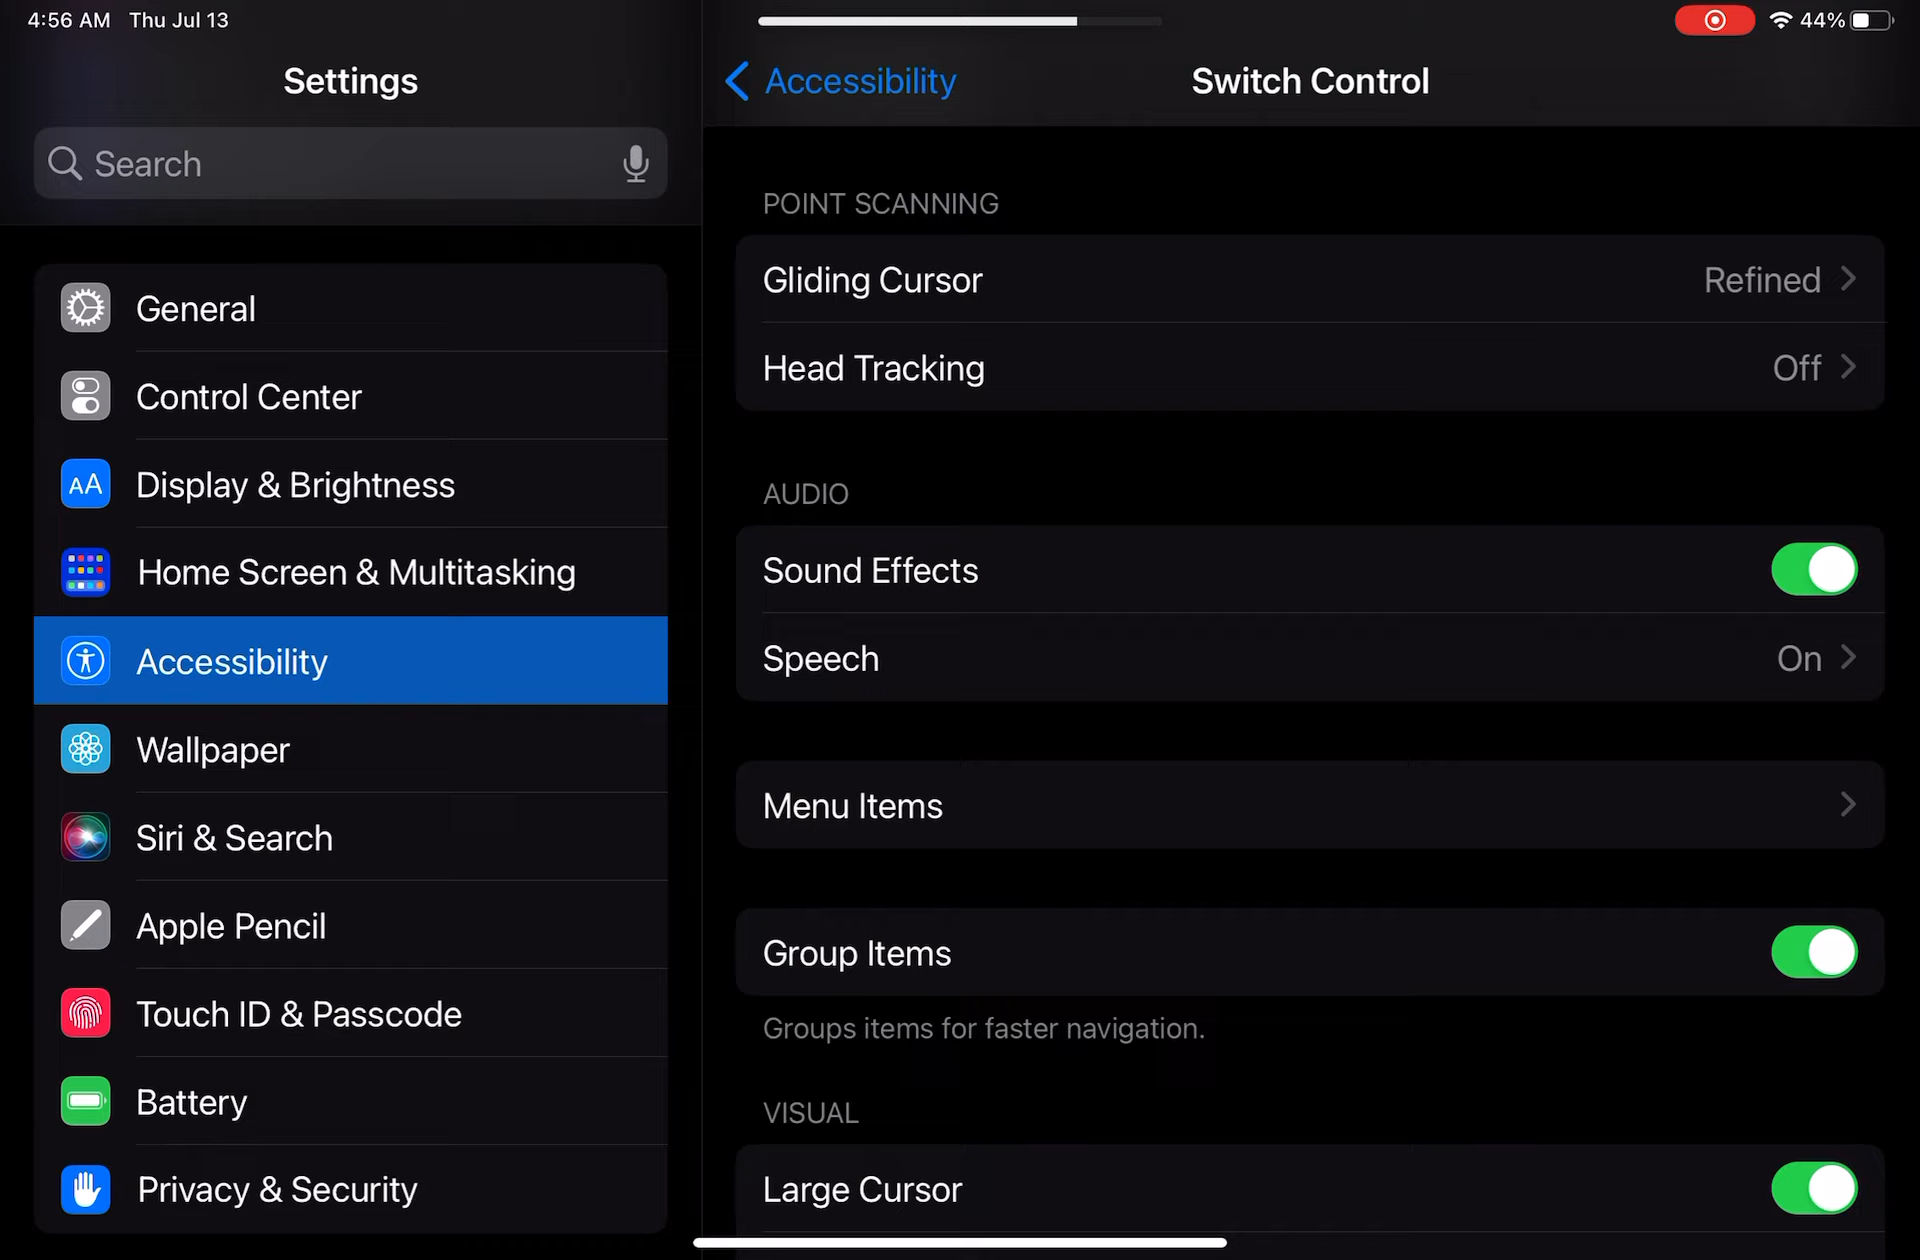 4:56 AM Thu Jul 13
44%
Settings
Search
General
Control Center
AA Display & Brightness
Home Screen & Multitasking
Accessibility
Wallpaper
Siri & Search
Apple Pencil
Touch ID & Passcode
Battery
Privacy & Security
Accessibility
Switch Control
POINT SCANNING
Gliding Cursor Refined
Head Tracking Off
AUDIO
Sound Effects
Speech On
Menu Items
Group Items
Groups items for faster navigation.
VISUAL
Large Cursor